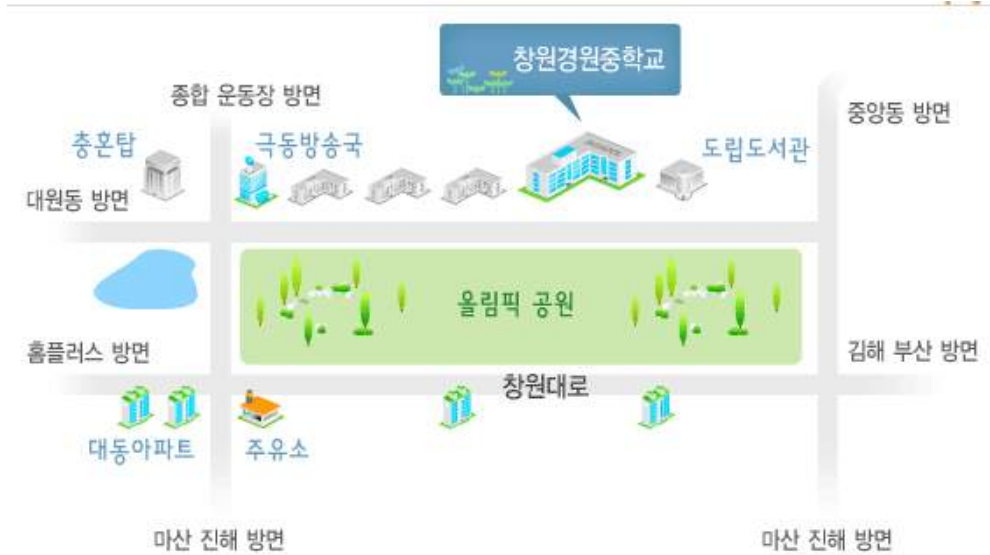 창원경원중학교
종합 운동장 방면
중앙동 방면
충혼탑
극동방송국
도립도서관
대원동 방면
올림픽 공원
홈플러스 방면
김해 부산 방면
창원대로
대동아파트
주유소
마산 진해 방면
마산 진해 방면